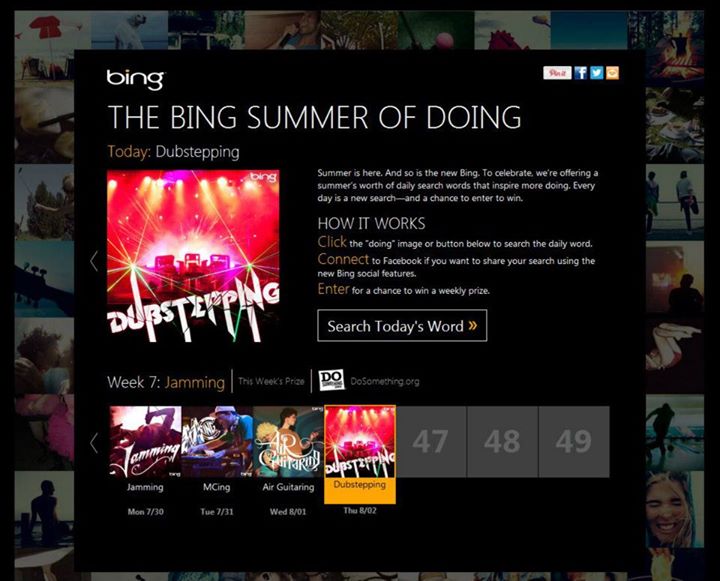 bing
Pin it
THE BING SUMMER OF DOING
Today: Dubstepping
bing
DUBSTEPPING
Summer is here. And so is the new Bing. To celebrate, we're offering a
summer's worth of daily search words that inspire more doing. Every
day is a new search—and a chance to enter to win.
HOW IT WORKS
Click the "doing" image or button below to search the daily word.
Connect to Facebook if you want to share your search using the
new Bing social features.
Enter for a chance to win a weekly prize.
Search Today's Word »
Week 7: Jamming
This Week's Prize
DO SOMETHING
DoSomething.org
Jamming
bing
MCING
bing
AIR GUITARING
bing
DUBSTEPPING
47
48
49
Jamming
MCing
Air Guitaring
Dubstepping
Mon 7/30
Tue 7/31
Wed 8/01
Thu 8/02